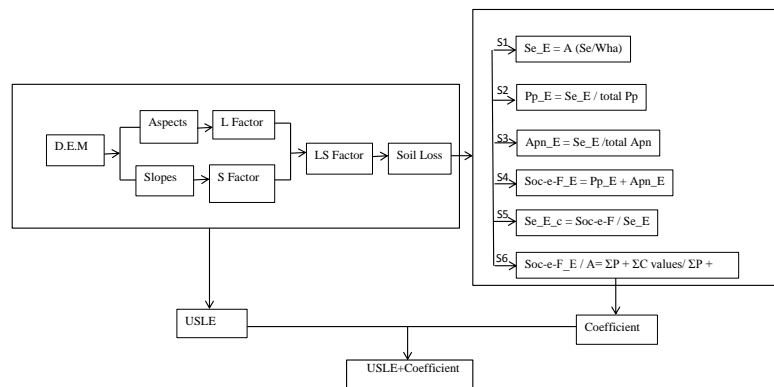 S1
Se_E = A (Se/Wha)
S2
Pp_E = Se_E / total Pp
S3
Apn_E = Se_E /total Apn
S4
Soc-e-F_E = Pp_E + Apn_E
S5
Se_E_c = Soc-e-F / Se_E
S6
Soc-e-F_E / A= ΣP + ΣC values/ ΣP +
D.E.M
Aspects
L Factor
Slopes
S Factor
LS Factor
Soil Loss
USLE
Coefficient
USLE+Coefficient